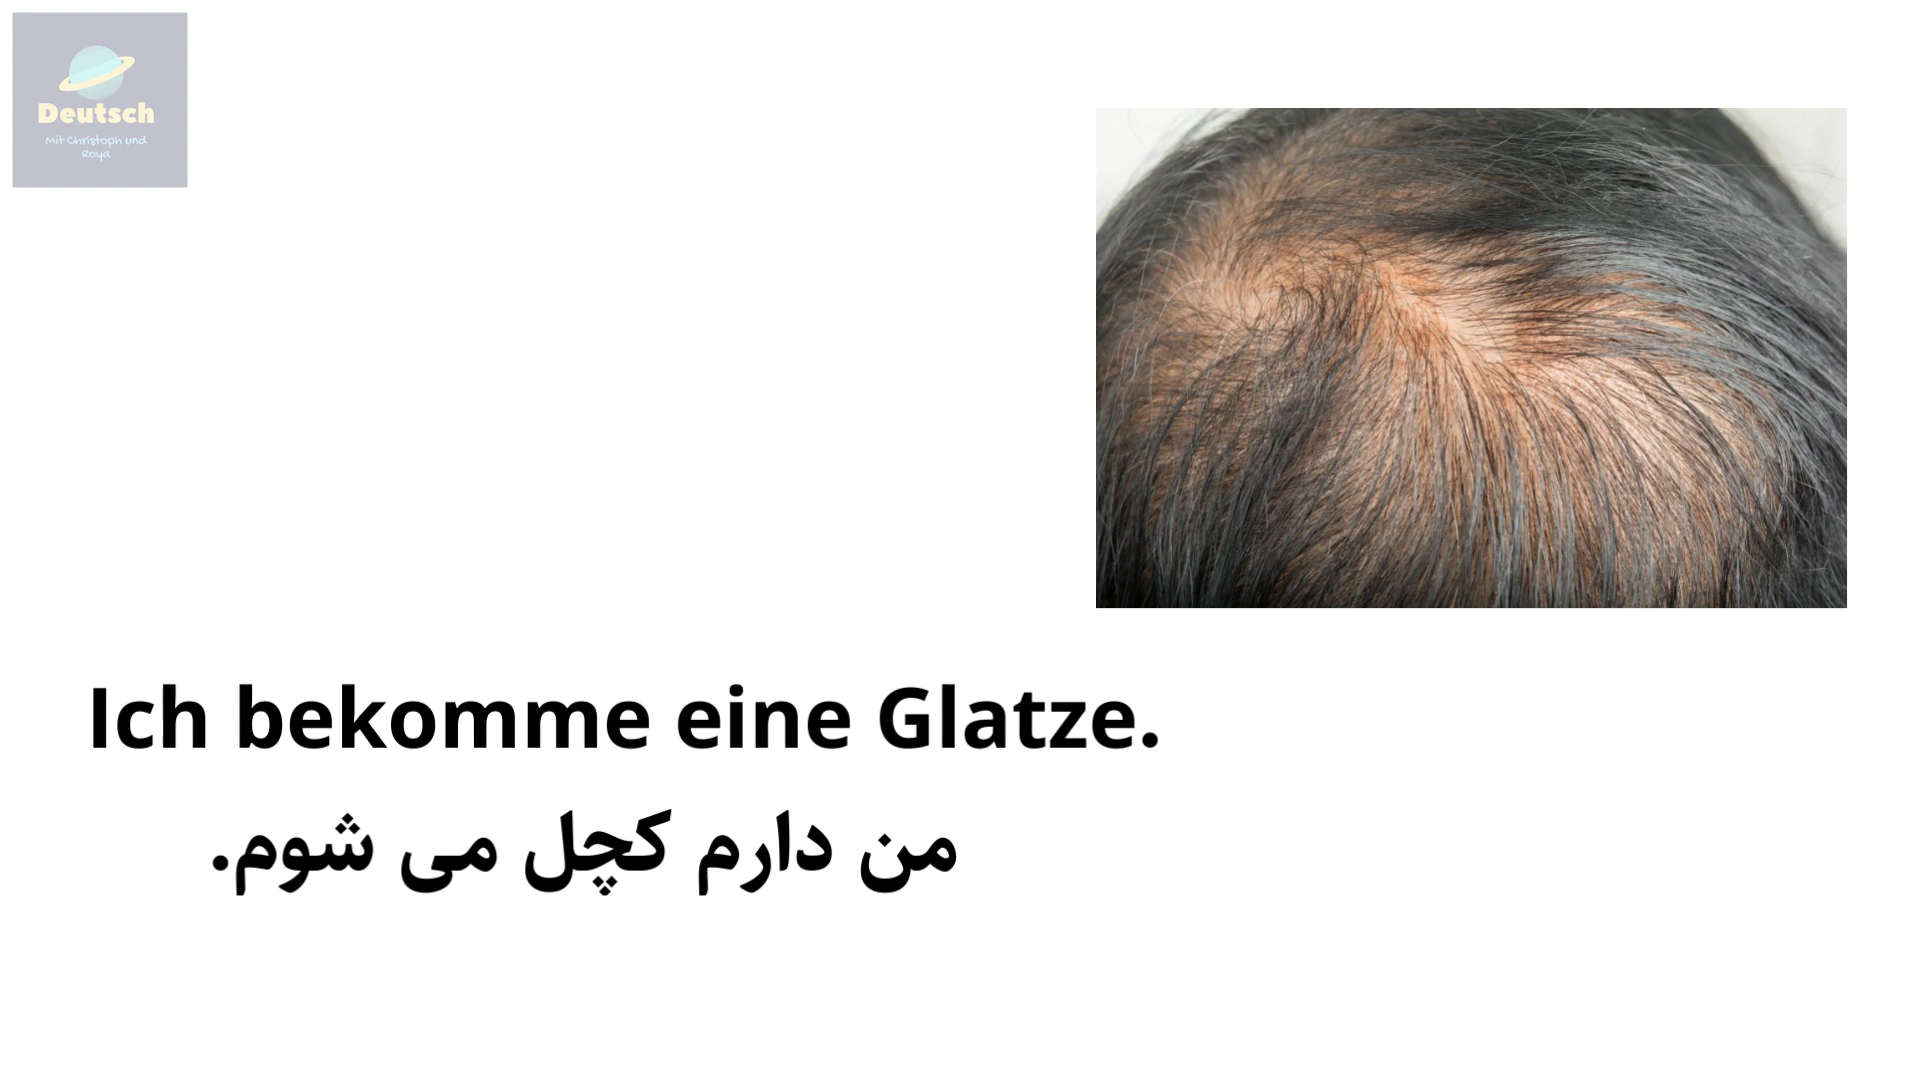 Deutsch
Mit Christoph und
Roya
Ich bekomme eine Glatze.
من دارم کچل می شوم.